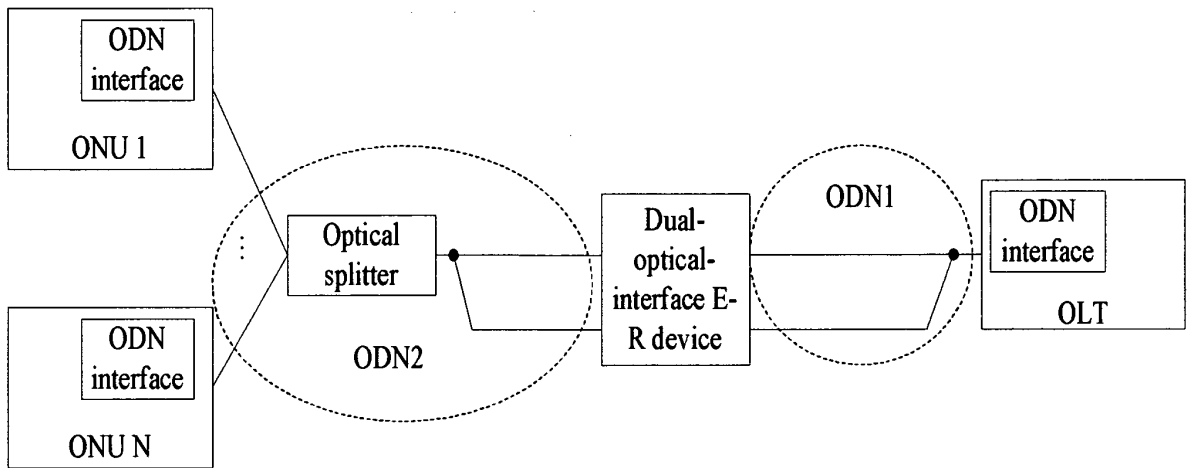 ODN
interface
ONU 1
Optical
splitter
ODN2
ODN
interface
ONU N
Dual-
optical-
interface E-
R device
ODN1
ODN
interface
OLT